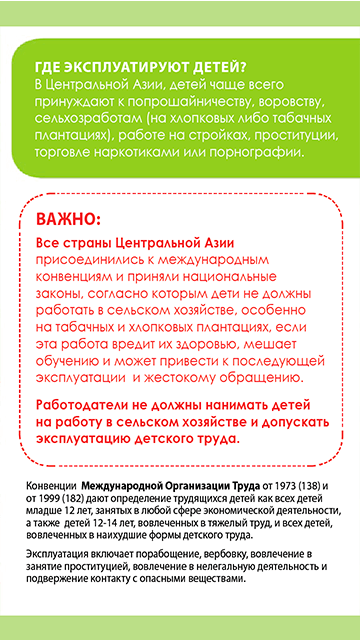 ГДЕ ЭКСПЛУАТИРУЮТ ДЕТЕЙ?
В Центральной Азии, детей чаще всего
принуждают к попрошайничеству, воровству,
сельхозработам (на хлопковых либо табачных
плантациях), работе на стройках, проституции,
торговле наркотиками или порнографии.
ВАЖНО:
Все страны Центральной Азии
присоединились к международным
конвенциям и приняли национальные
законы, согласно которым дети не должны
работать в сельском хозяйстве, особенно
на табачных и хлопковых плантациях, если
эта работа вредит их здоровью, мешает
обучению и может привести к последующей
эксплуатации и жестокому обращению.
Работодатели не должны нанимать детей
на работу в сельском хозяйстве и допускать
эксплуатацию детского труда.
Конвенции Международной Организации Труда от 1973 (138) и
от 1999 (182) дают определение трудящихся детей как всех детей
младше 12 лет, занятых в любой сфере экономической деятельности,
а также детей 12-14 лет, вовлеченных в тяжелый труд, и всех детей,
вовлеченных в наихудшие формы детского труда.
Эксплуатация включает порабощение, вербовку, вовлечение в
занятие проституцией, вовлечение в нелегальную деятельность и
подвержение контакту с опасными веществами.